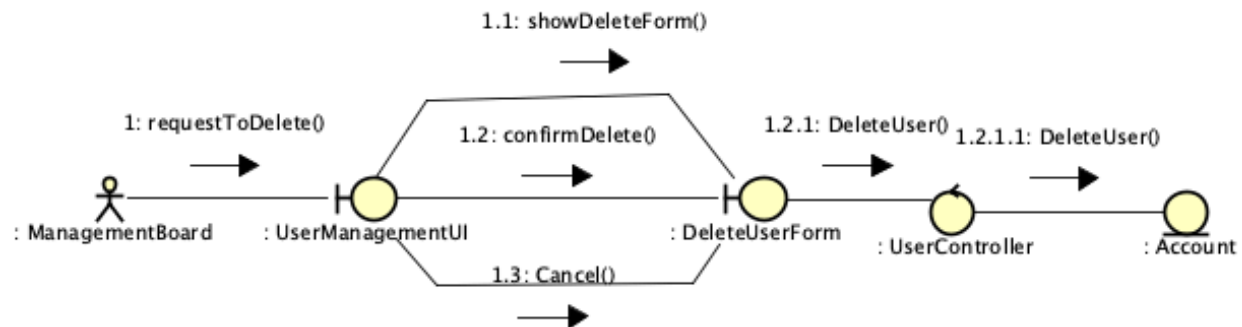 1.1: showDeleteForm()
1: requestToDelete()
1.2: confirmDelete()
1.2.1: DeleteUser()
1.2.1.1: DeleteUser()
: ManagementBoard
: UserManagementUI
: DeleteUserForm
: UserController
: Account
1.3: Cancel()